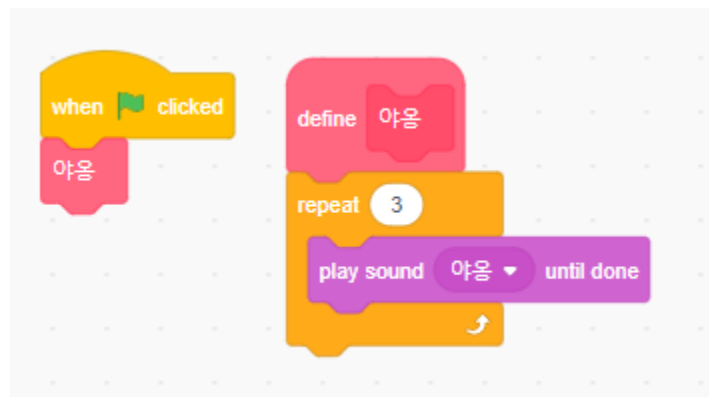 when clicked
야옹
define 야옹
repeat 3
play sound 야옹 until done